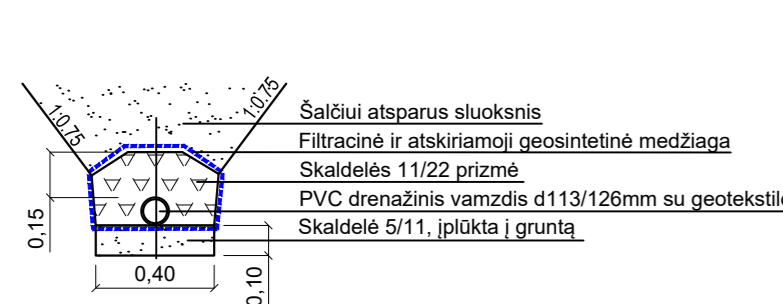 1:0.75
1:0.75
Šalčiui atsparus sluoksnis
Filtracinė ir atskiriamoji geosintetinė medžiaga
Skaldelės 11/22 prizmė
PVC drenažinis vamzdis d113/126mm su geotekstile
Skaldelė 5/11, įplūkta į gruntą
0,15
0,40
0,10